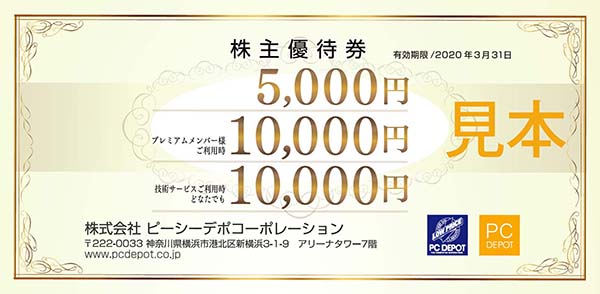 株主優待券
有効期限/2020年3月31日
5,000円
プレミアムメンバー様
ご利用時
10,000円
見本
技術サービスご利用時
どなたでも
10,000円
株式会社 ピーシーデポコーポレーション
〒222-0033 神奈川県横浜市港北区新横浜3-1-9 アリーナタワー7階
www.pcdepot.co.jp
LOW PRICE
PC DEPOT
PC
DEPOT